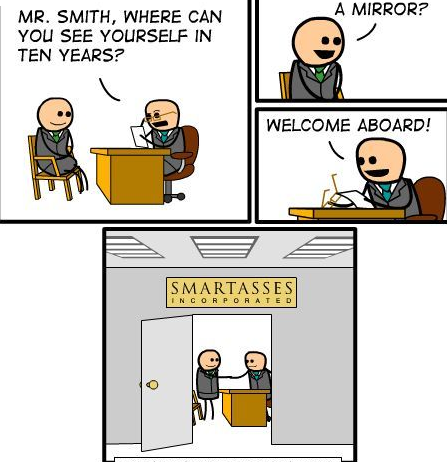 MR. SMITH, WHERE CAN
YOU SEE YOURSELF IN
TEN YEARS?
A MIRROR?
WELCOME ABOARD!
SMARTASSES
INCORPORATED